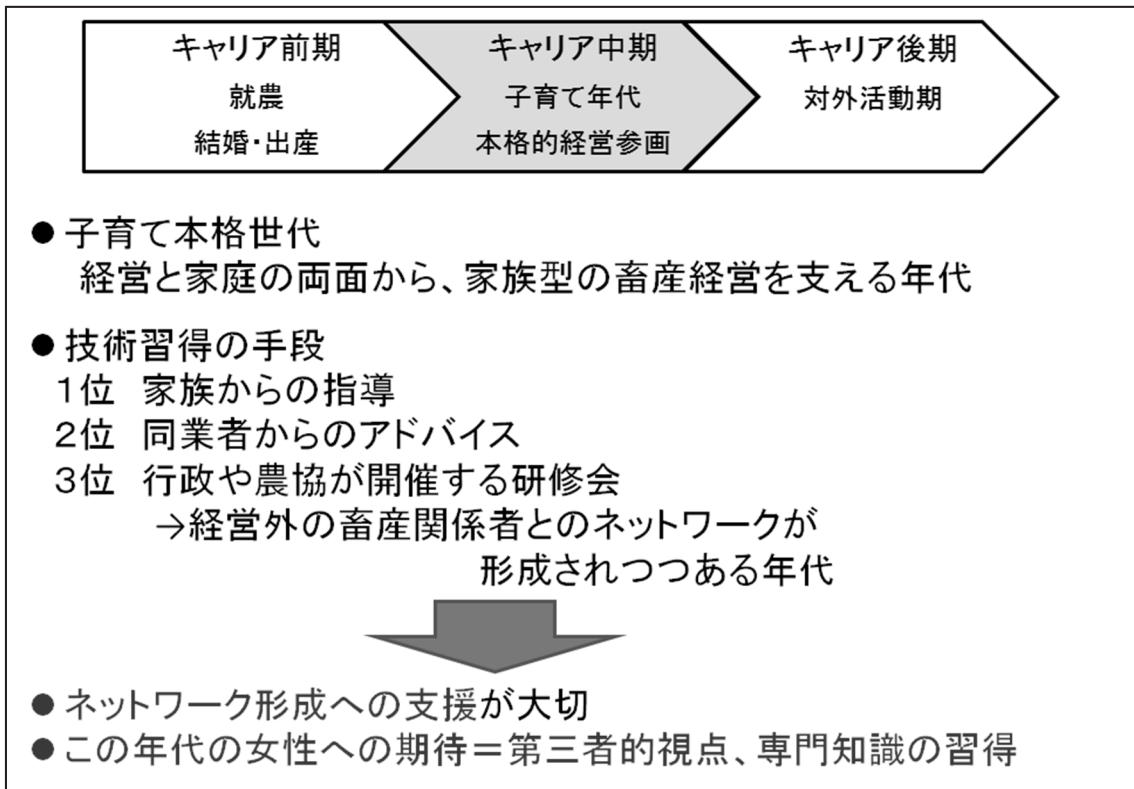 キャリア前期
就農
結婚・出産
キャリア中期
子育て年代
本格的経営参画
キャリア後期
対外活動期
●子育て本格世代
経営と家庭の両面から、家族型の畜産経営を支える年代
●技術習得の手段
1位 家族からの指導
2位 同業者からのアドバイス
3位 行政や農協が開催する研修会
→経営外の畜産関係者とのネットワークが
形成されつつある年代
●ネットワーク形成への支援が大切
●この年代の女性への期待=第三者的視点、専門知識の習得